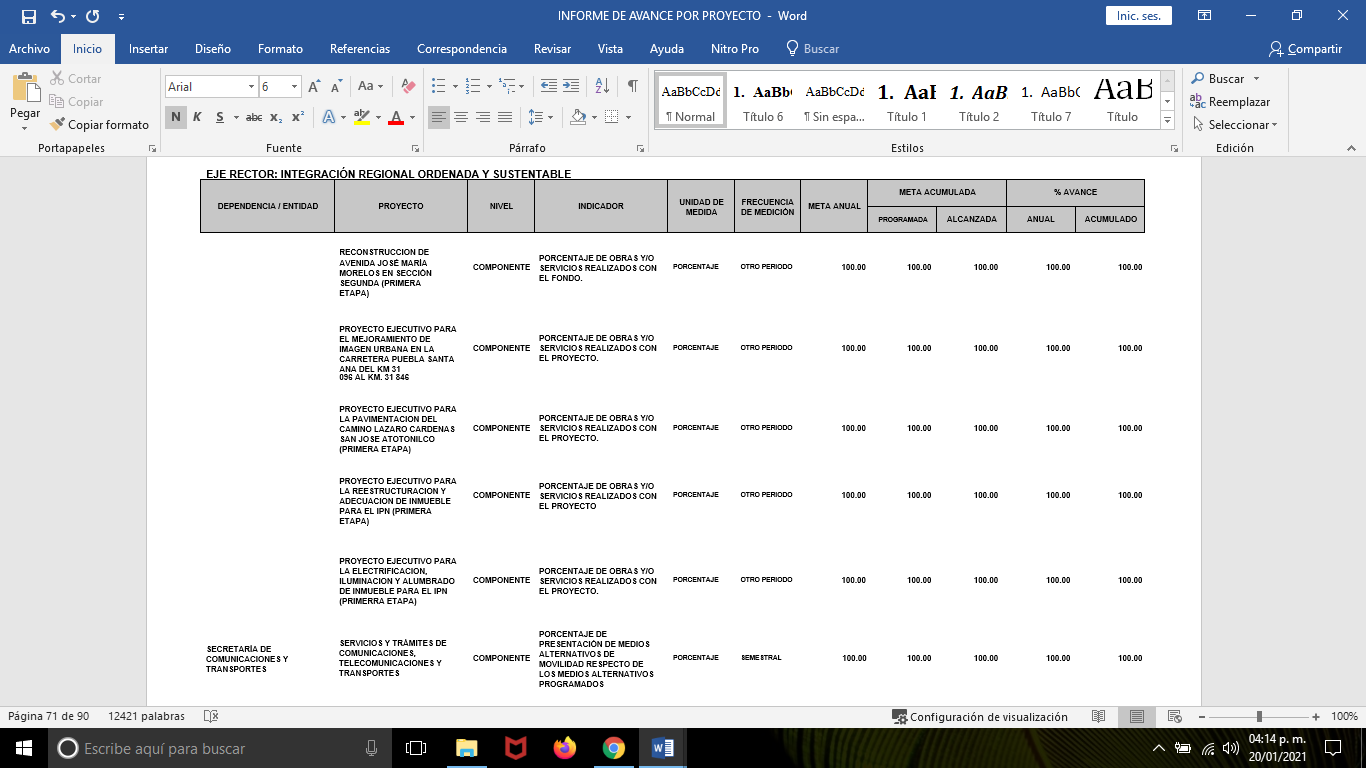 INFORME DE AVANCE POR PROYECTO - Word
Inic. ses.
Archivo Inicio Insertar Diseño Formato Referencias Correspondencia Revisar Vista Ayuda Nitro Pro Buscar Compartir
Pegar
Cortar
Copiar
Copiar formato
Portapapeles
Arial 6
Aa
N K S abc x₂ x²
Fuente
Párrafo
AaBbCcDd 1. AaBb( AaBbCcDd 1. AaI 1. AaB 1. AaBb( AaB
¶ Normal Título 6 ¶ Sin espa... Título 1 Título 2 Título 7 Título
Estilos
Buscar
Reemplazar
Seleccionar
Edición
EJE RECTOR: INTEGRACIÓN REGIONAL ORDENADA Y SUSTENTABLE
DEPENDENCIA / ENTIDAD
PROYECTO
NIVEL
INDICADOR
UNIDAD DE
MEDIDA
FRECUENCIA
DE MEDICIÓN
META ANUAL
META ACUMULADA
PROGRAMADA ALCANZADA
% AVANCE
ANUAL ACUMULADO
RECONSTRUCCION DE
AVENIDA JOSÉ MARÍA
MORELOS EN SECCIÓN
SEGUNDA (PRIMERA
ETAPA)
COMPONENTE
PORCENTAJE DE OBRAS Y/O
SERVICIOS REALIZADOS CON
EL FONDO.
PORCENTAJE
OTRO PERIODO
100.00 100.00 100.00 100.00 100.00
PROYECTO EJECUTIVO PARA
EL MEJORAMIENTO DE
IMAGEN URBANA EN LA
CARRETERA PUEBLA SANTA
ANA DEL KM 31
096 AL KM. 31 846
COMPONENTE
PORCENTAJE DE OBRAS Y/O
SERVICIOS REALIZADOS CON
EL PROYECTO.
PORCENTAJE
OTRO PERIODO
100.00 100.00 100.00 100.00 100.00
PROYECTO EJECUTIVO PARA
LA PAVIMENTACION DEL
CAMINO LAZARO CARDENAS
SAN JOSE ATOTONILCO
(PRIMERA ETAPA)
COMPONENTE
PORCENTAJE DE OBRAS Y/O
SERVICIOS REALIZADOS CON
EL PROYECTO.
PORCENTAJE
OTRO PERIODO
100.00 100.00 100.00 100.00 100.00
PROYECTO EJECUTIVO PARA
LA REESTRUCTURACION Y
ADECUACION DE INMUEBLE
PARA EL IPN (PRIMERA
ETAPA)
COMPONENTE
PORCENTAJE DE OBRAS Y/O
SERVICIOS REALIZADOS CON
EL PROYECTO
PORCENTAJE
OTRO PERIODO
100.00 100.00 100.00 100.00 100.00
PROYECTO EJECUTIVO PARA
LA ELECTRIFICACION,
ILUMINACION Y ALUMBRADO
DE INMUEBLE PARA EL IPN
(PRIMERRA ETAPA)
COMPONENTE
PORCENTAJE DE OBRAS Y/O
SERVICIOS REALIZADOS CON
EL PROYECTO.
PORCENTAJE
OTRO PERIODO
100.00 100.00 100.00 100.00 100.00
SECRETARÍA DE
COMUNICACIONES Y
TRANSPORTES
SERVICIOS Y TRÁMITES DE
COMUNICACIONES,
TELECOMUNICACIONES Y
TRANSPORTES
COMPONENTE
PORCENTAJE DE
PRESENTACIÓN DE MEDIOS
ALTERNATIVOS DE
MOVILIDAD RESPECTO DE
LOS MEDIOS ALTERNATIVOS
PROGRAMADOS
PORCENTAJE
SEMESTRAL
100.00 100.00 100.00 100.00 100.00
Página 71 de 90 12421 palabras
Configuración de visualización
100%
Escribe aquí para buscar
04:14 p. m.
20/01/2021